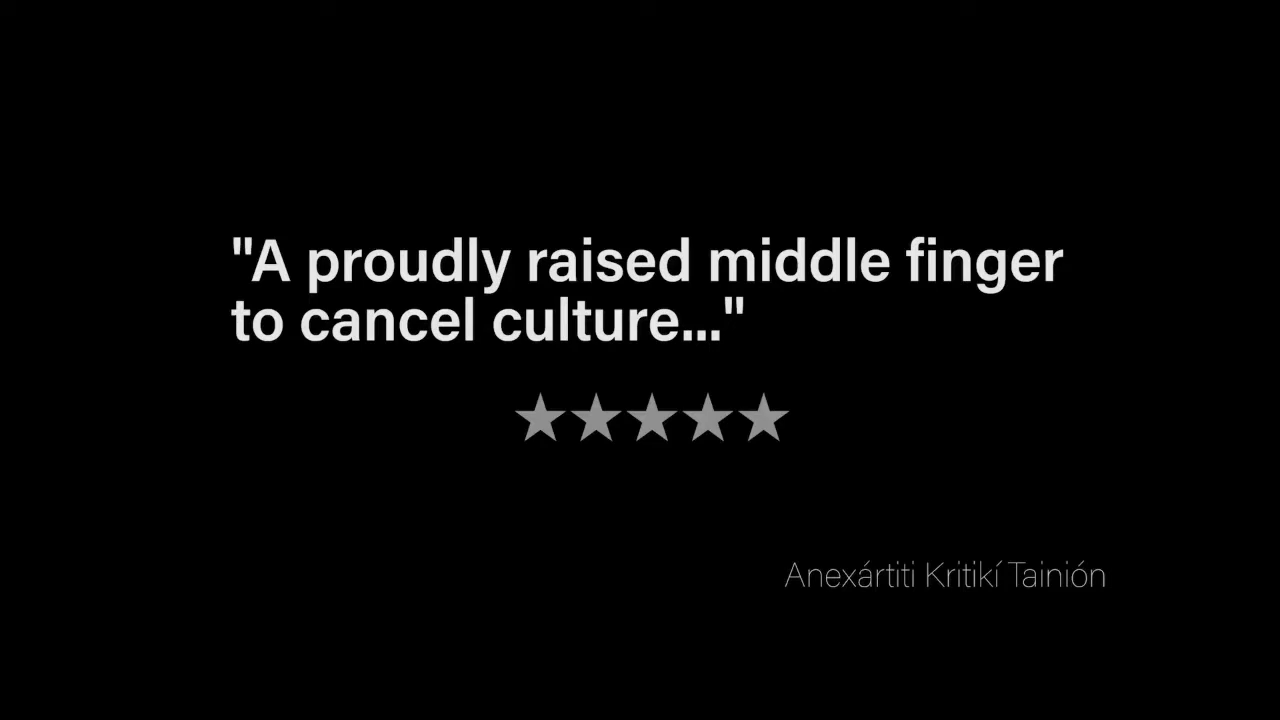 "A proudly raised middle finger
to cancel culture..."
★★★★★
Anexártiti Kritikí Tainión